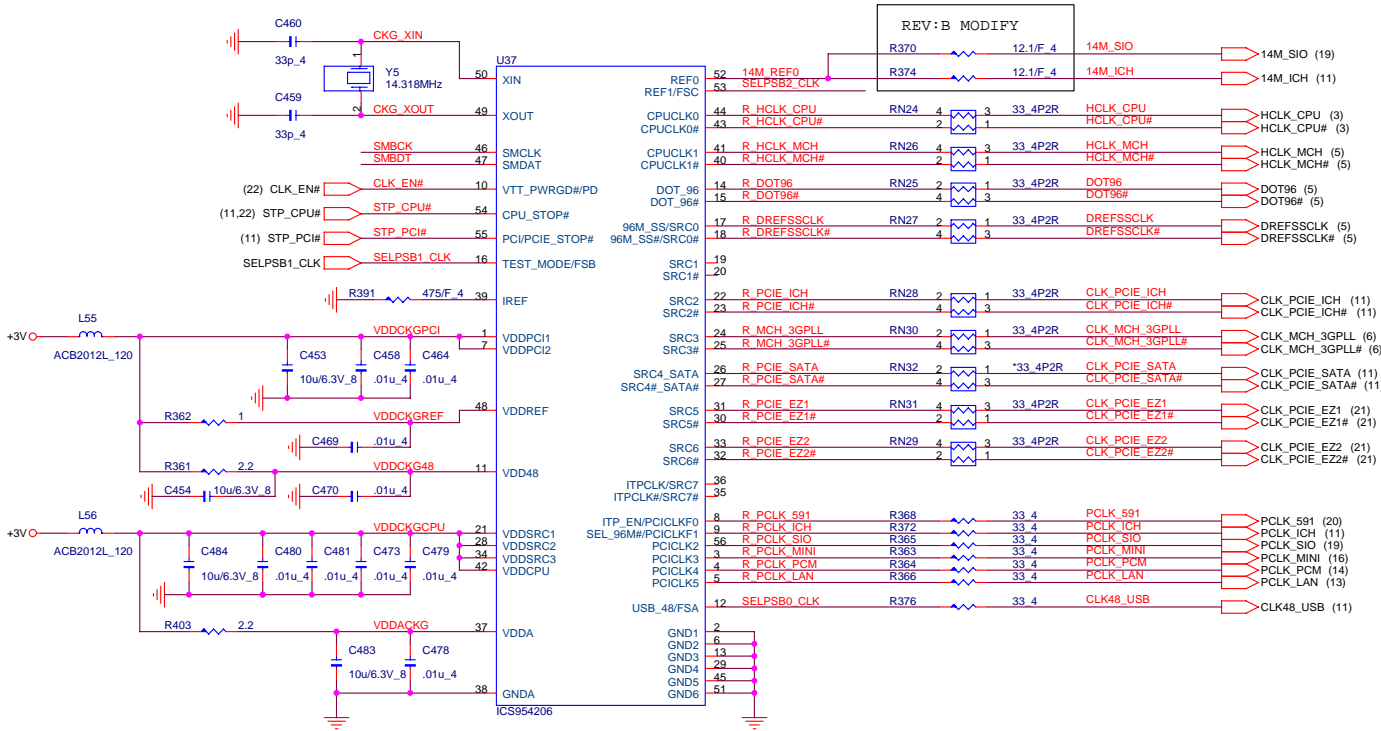 REV:B MODIFY
C460
CKG_XIN
33p_4
1
Y5
14.318MHz
2
C459
CKG_XOUT
33p_4
U37
50 XIN
49 XOUT
SMBCK 46 SMCLK
SMBDT 47 SMDAT
(22) CLK_EN# CLK_EN# 10 VTT_PWRGD#/PD
(11,22) STP_CPU# STP_CPU# 54 CPU_STOP#
(11) STP_PCI# STP_PCI# 55 PCI/PCIE_STOP#
SELPSB1_CLK SELPSB1_CLK 16 TEST_MODE/FSB
R391 475/F_4 39 IREF
L55
+3V
ACB2012L_120
VDDCKGPCI 1 VDDPCI1
7 VDDPCI2
C453 C458 C464
10u/6.3V_8 .01u_4 .01u_4
R362 1 VDDCKGREF 48 VDDREF
C469 .01u_4
R361 2.2 VDDCKG48 11 VDD48
C454 10u/6.3V_8 C470 .01u_4
L56
+3V
ACB2012L_120
VDDCKGCPU 21 VDDSRC1
28 VDDSRC2
34 VDDSRC3
42 VDDCPU
C484 C480 C481 C473 C479
10u/6.3V_8 .01u_4 .01u_4 .01u_4 .01u_4
R403 2.2 VDDACKG 37 VDDA
C483 C478
10u/6.3V_8 .01u_4
38 GNDA
ICS954206
R370 12.1/F_4 14M_SIO 14M_SIO (19)
REF0 52 14M_REF0 R374 12.1/F_4 14M_ICH 14M_ICH (11)
REF1/FSC 53 SELPSB2_CLK
CPUCLK0 44 R_HCLK_CPU RN24 4 3 33_4P2R HCLK_CPU HCLK_CPU (3)
CPUCLK0# 43 R_HCLK_CPU# 2 1 HCLK_CPU# HCLK_CPU# (3)
CPUCLK1 41 R_HCLK_MCH RN26 4 3 33_4P2R HCLK_MCH HCLK_MCH (5)
CPUCLK1# 40 R_HCLK_MCH# 2 1 HCLK_MCH# HCLK_MCH# (5)
DOT_96 14 R_DOT96 RN25 2 1 33_4P2R DOT96 DOT96 (5)
DOT_96# 15 R_DOT96# 4 3 DOT96# DOT96# (5)
96M_SS/SRC0 17 R_DREFSSCLK RN27 2 1 33_4P2R DREFSSCLK DREFSSCLK (5)
96M_SS#/SRC0# 18 R_DREFSSCLK# 4 3 DREFSSCLK# DREFSSCLK# (5)
SRC1 19
SRC1# 20
SRC2 22 R_PCIE_ICH RN28 2 1 33_4P2R CLK_PCIE_ICH CLK_PCIE_ICH (11)
SRC2# 23 R_PCIE_ICH# 4 3 CLK_PCIE_ICH# CLK_PCIE_ICH# (11)
SRC3 24 R_MCH_3GPLL RN30 2 1 33_4P2R CLK_MCH_3GPLL CLK_MCH_3GPLL (6)
SRC3# 25 R_MCH_3GPLL# 4 3 CLK_MCH_3GPLL# CLK_MCH_3GPLL# (6)
SRC4_SATA 26 R_PCIE_SATA RN32 2 1 *33_4P2R CLK_PCIE_SATA CLK_PCIE_SATA (11)
SRC4#_SATA# 27 R_PCIE_SATA# 4 3 CLK_PCIE_SATA# CLK_PCIE_SATA# (11
SRC5 31 R_PCIE_EZ1 RN31 4 3 33_4P2R CLK_PCIE_EZ1 CLK_PCIE_EZ1 (21)
SRC5# 30 R_PCIE_EZ1# 2 1 CLK_PCIE_EZ1# CLK_PCIE_EZ1# (21)
SRC6 33 R_PCIE_EZ2 RN29 4 3 33_4P2R CLK_PCIE_EZ2 CLK_PCIE_EZ2 (21)
SRC6# 32 R_PCIE_EZ2# 2 1 CLK_PCIE_EZ2# CLK_PCIE_EZ2# (21)
ITPCLK/SRC7 36
ITPCLK#/SRC7# 35
ITP_EN/PCICLKF0 8 R_PCLK_591 R368 33_4 PCLK_591 PCLK_591 (20)
SEL_96M#/PCICLKF1 9 R_PCLK_ICH R372 33_4 PCLK_ICH PCLK_ICH (11)
PCICLK2 56 R_PCLK_SIO R365 33_4 PCLK_SIO PCLK_SIO (19)
PCICLK3 3 R_PCLK_MINI R363 33_4 PCLK_MINI PCLK_MINI (16)
PCICLK4 4 R_PCLK_PCM R364 33_4 PCLK_PCM PCLK_PCM (14)
PCICLK5 5 R_PCLK_LAN R366 33_4 PCLK_LAN PCLK_LAN (13)
USB_48/FSA 12 SELPSB0_CLK R376 33_4 CLK48_USB CLK48_USB (11)
GND1 2
GND2 6
GND3 13
GND4 29
GND5 45
GND6 51